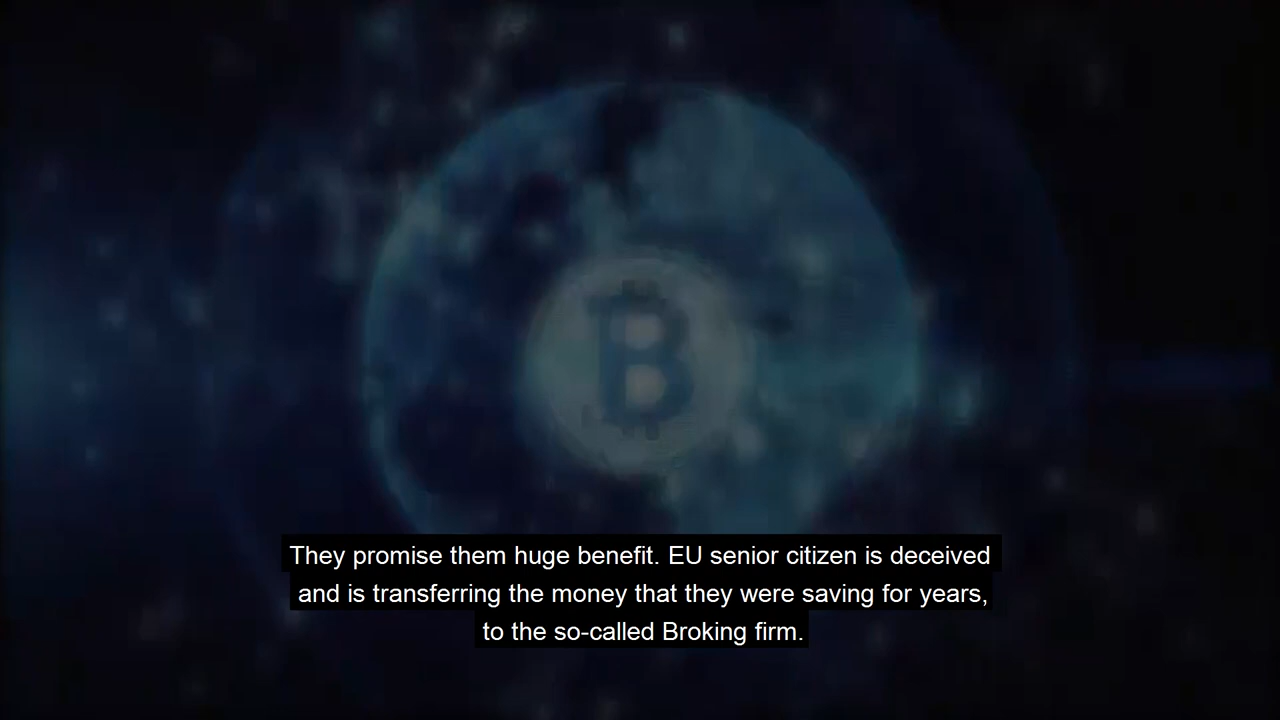 They promise them huge benefit. EU senior citizen is deceived
and is transferring the money that they were saving for years,
to the so-called Broking firm.